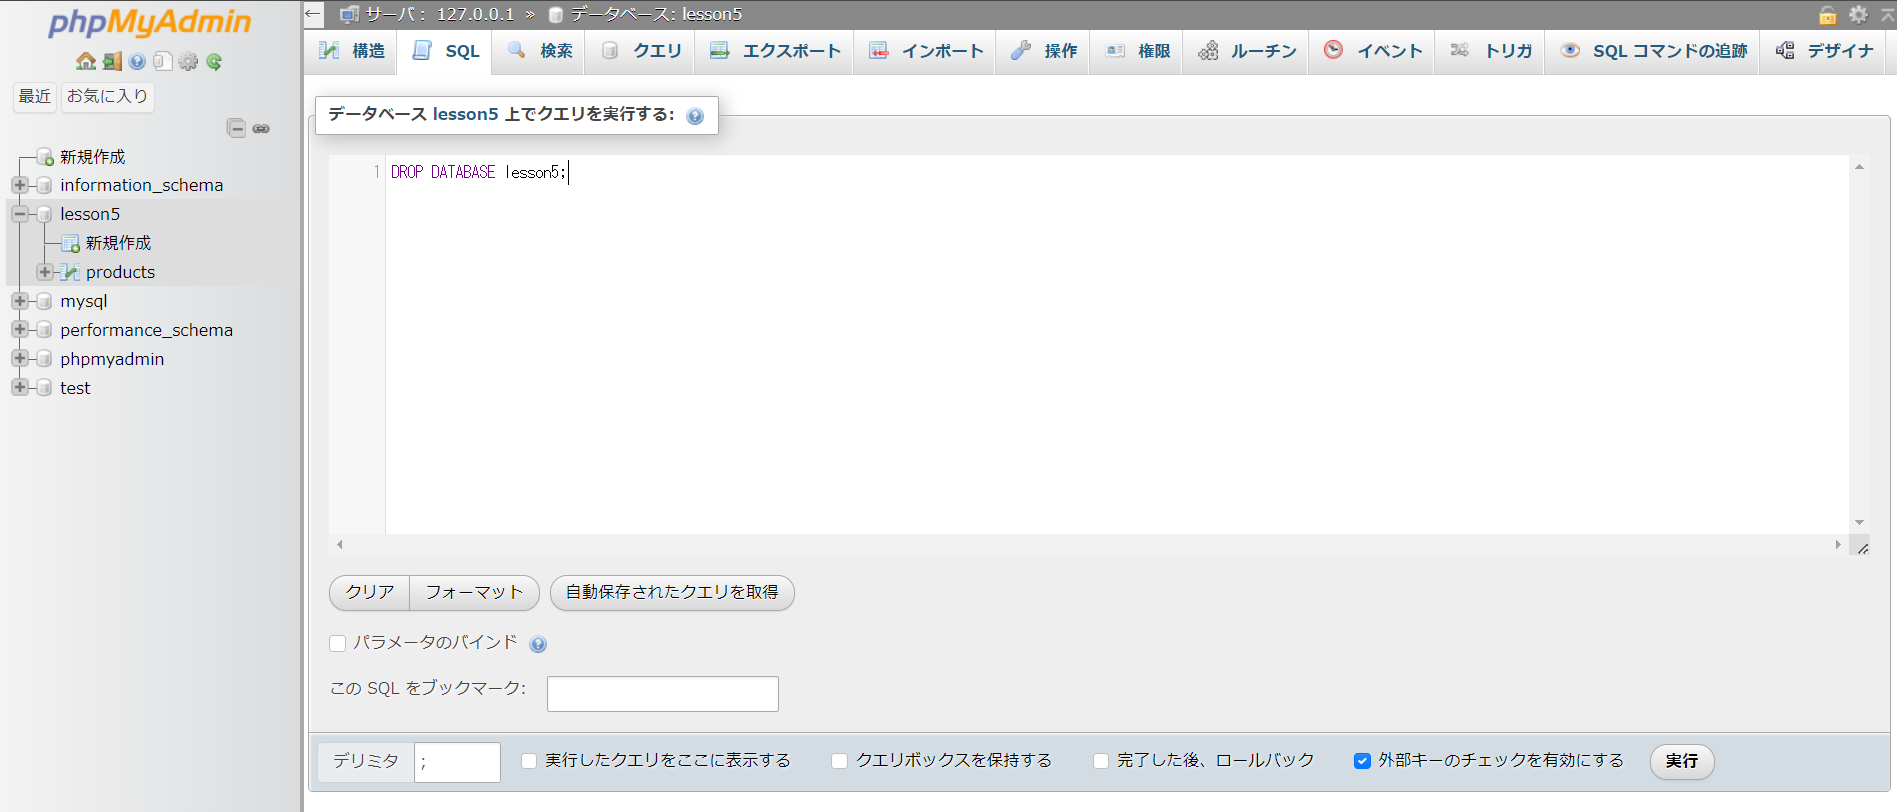 phpMyAdmin
最近 お気に入り
新規作成
information_schema
lesson5
新規作成
products
mysql
performance_schema
phpmyadmin
test
← サーバ： 127.0.0.1 » データベース: lesson5
構造 SQL 検索 クエリ エクスポート インポート 操作 権限 ルーチン イベント トリガ SQL コマンドの追跡 デザイナ
データベース lesson5 上でクエリを実行する:
1 DROP DATABASE lesson5;
クリア フォーマット 自動保存されたクエリを取得
パラメータのバインド
この SQL をブックマーク:
デリミタ ; 実行したクエリをここに表示する クエリボックスを保持する 完了した後、ロールバック 外部キーのチェックを有効にする 実行